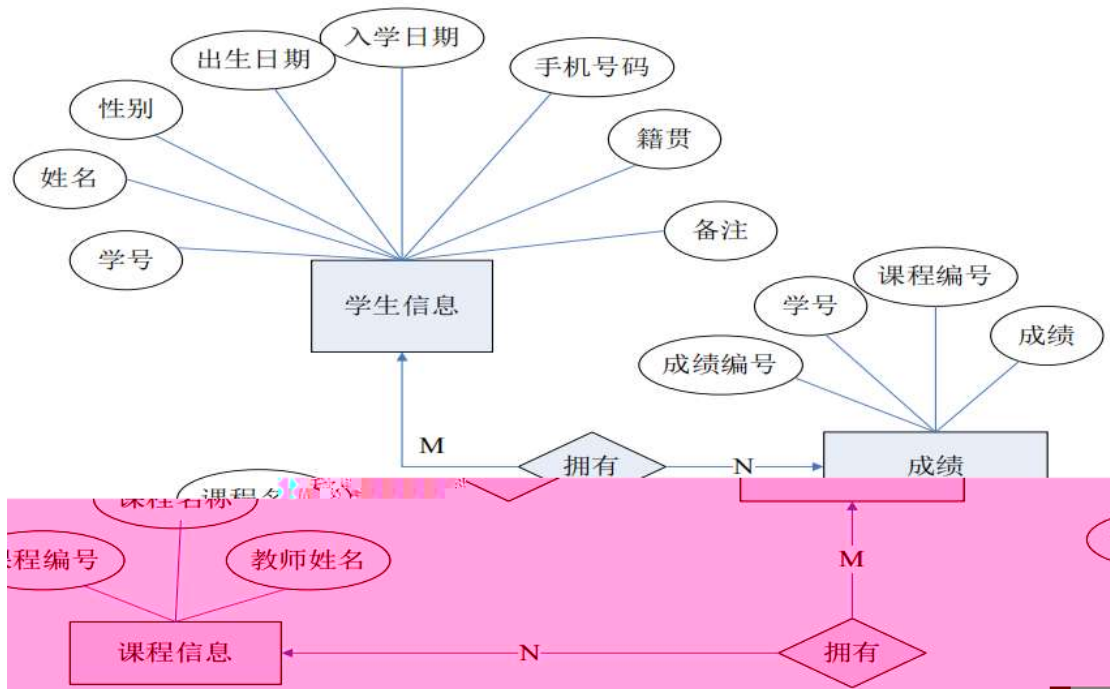 入学日期
出生日期
手机号码
性别
籍贯
姓名
备注
学号
课程编号
学生信息
学号
成绩
成绩编号
M
拥有
N
成绩
课程名称
程编号
教师姓名
M
课程信息
N
拥有